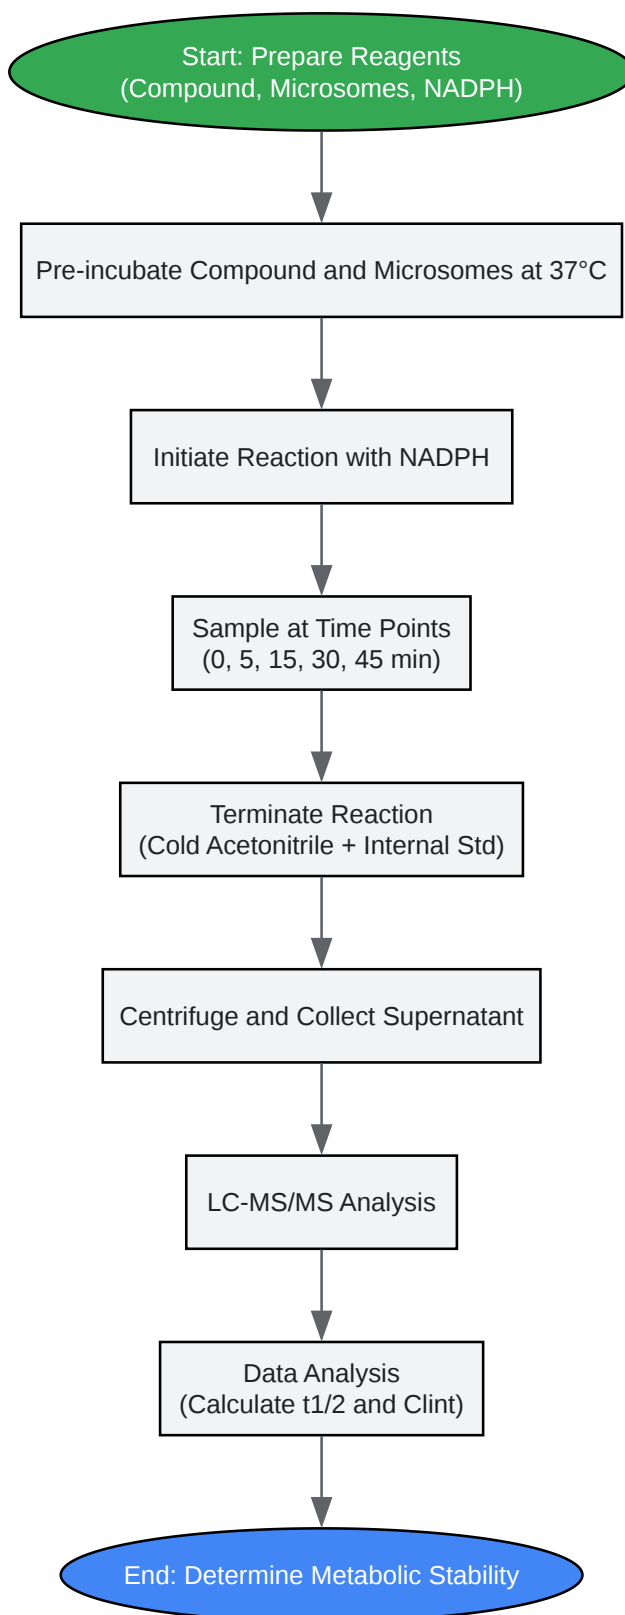 Start: Prepare Reagents
(Compound, Microsomes, NADPH)
Pre-incubate Compound and Microsomes at 37°C
Initiate Reaction with NADPH
Sample at Time Points
(0, 5, 15, 30, 45 min)
Terminate Reaction
(Cold Acetonitrile + Internal Std)
Centrifuge and Collect Supernatant
LC-MS/MS Analysis
Data Analysis
(Calculate t1/2 and Clint)
End: Determine Metabolic Stability